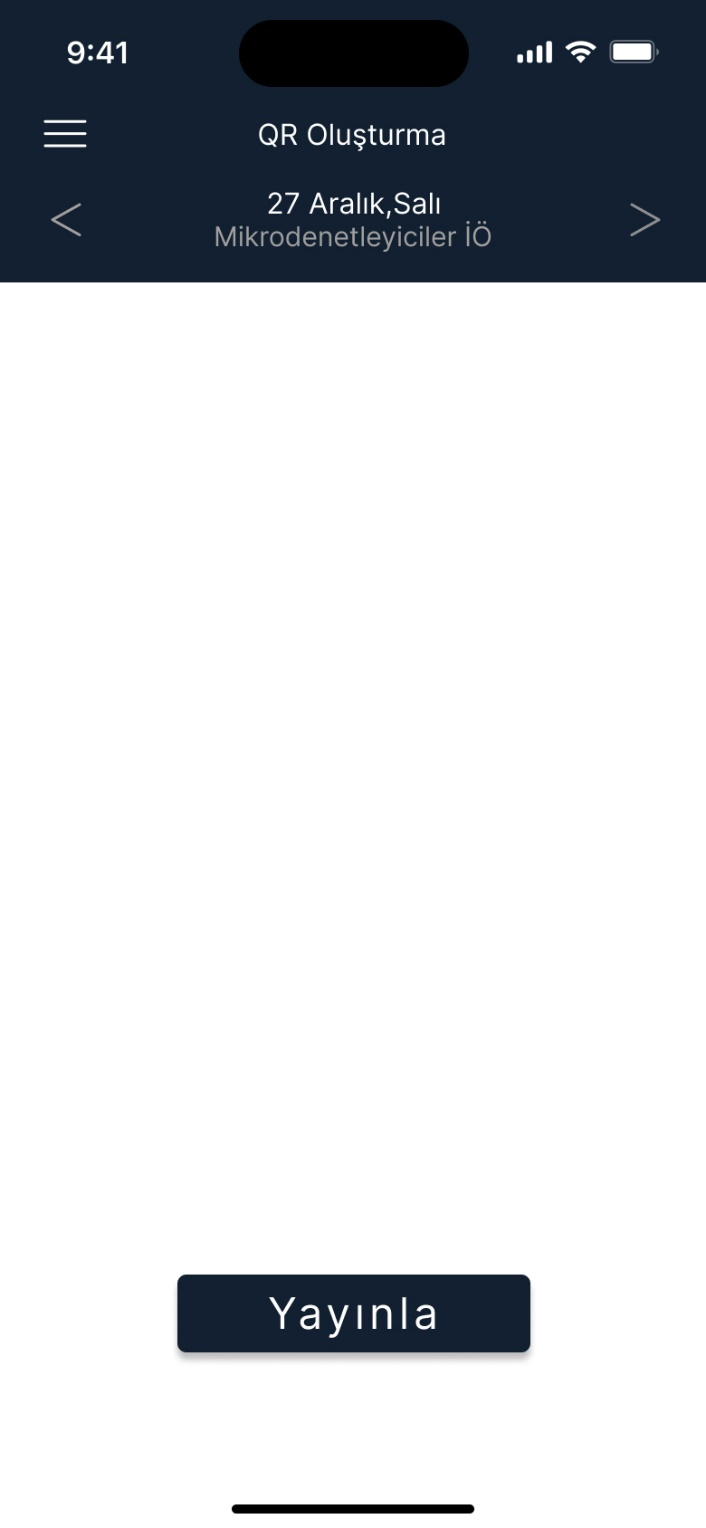 9:41
QR Oluşturma
< 27 Aralık,Salı >
Mikrodenetleyiciler İÖ
Yayınla